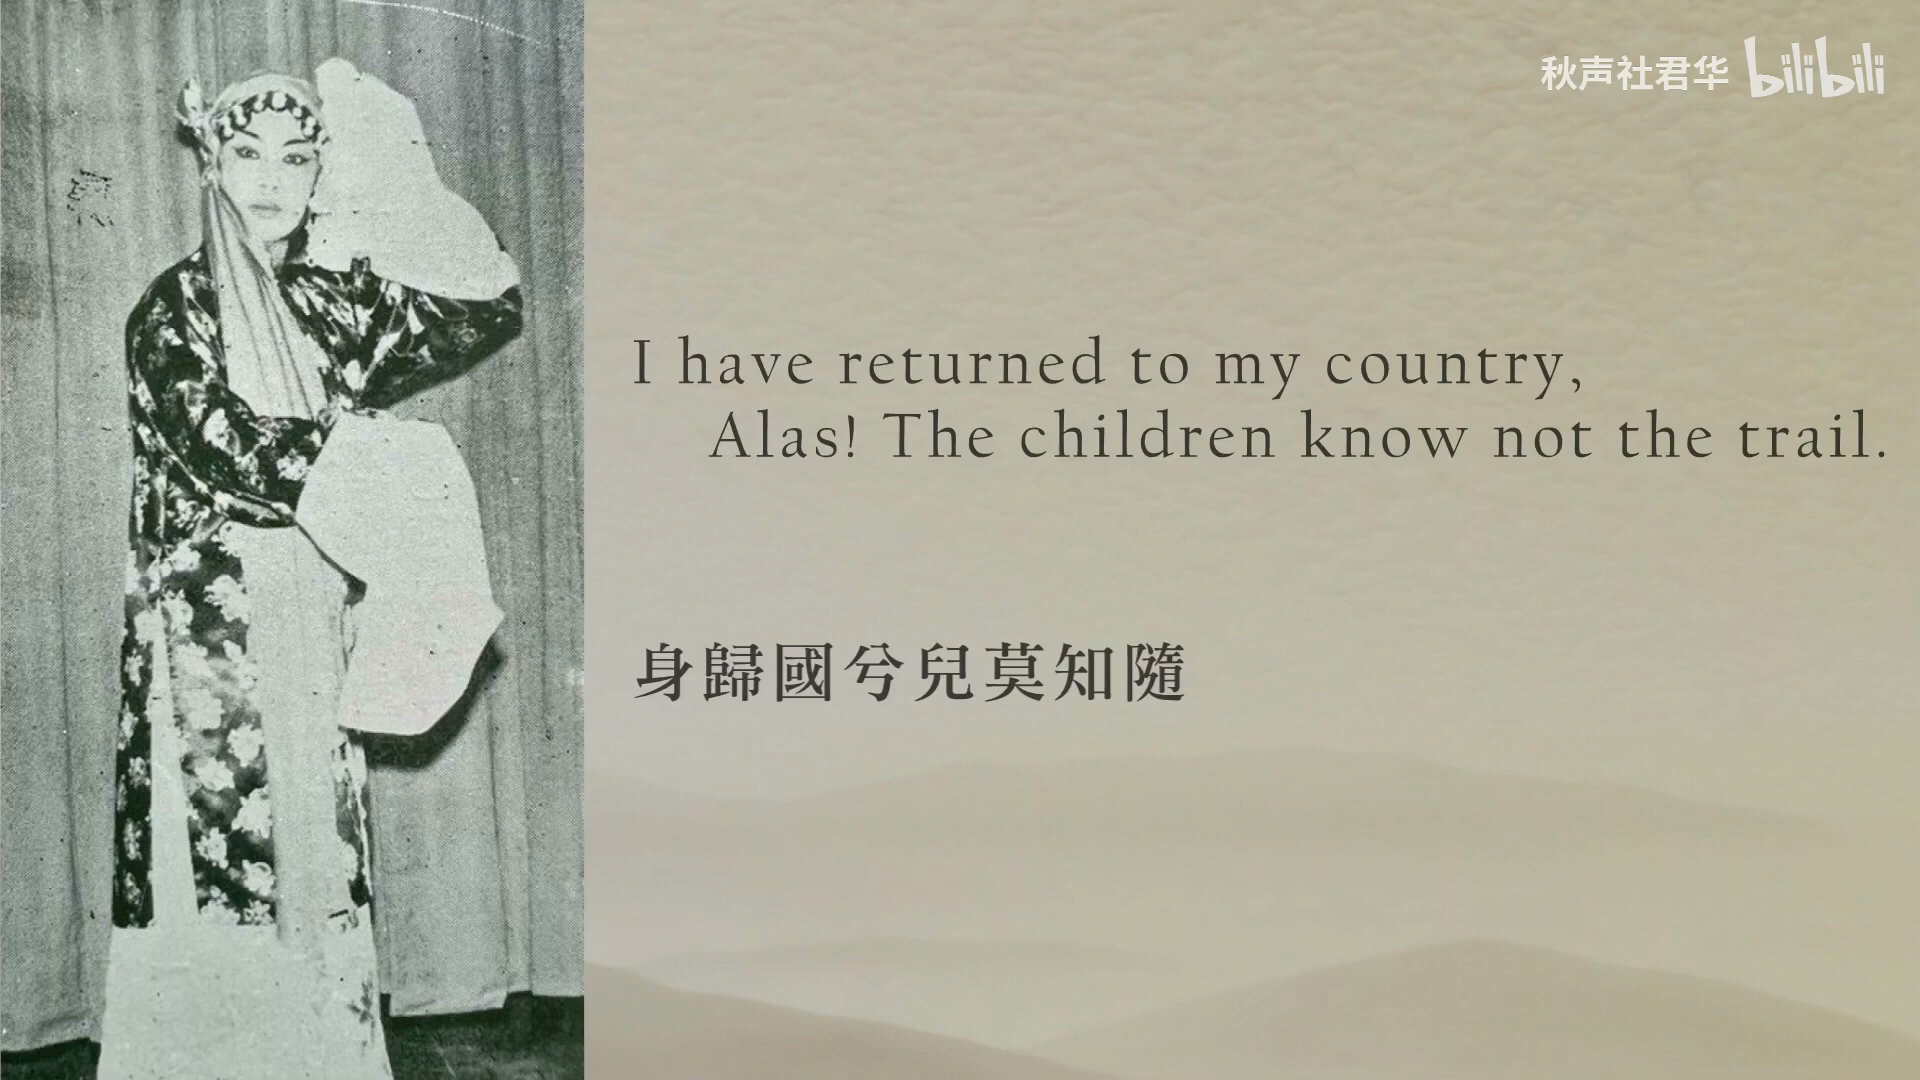 秋声社君华 bilibili
I have returned to my country,
Alas! The children know not the trail.
身歸國兮兒莫知隨